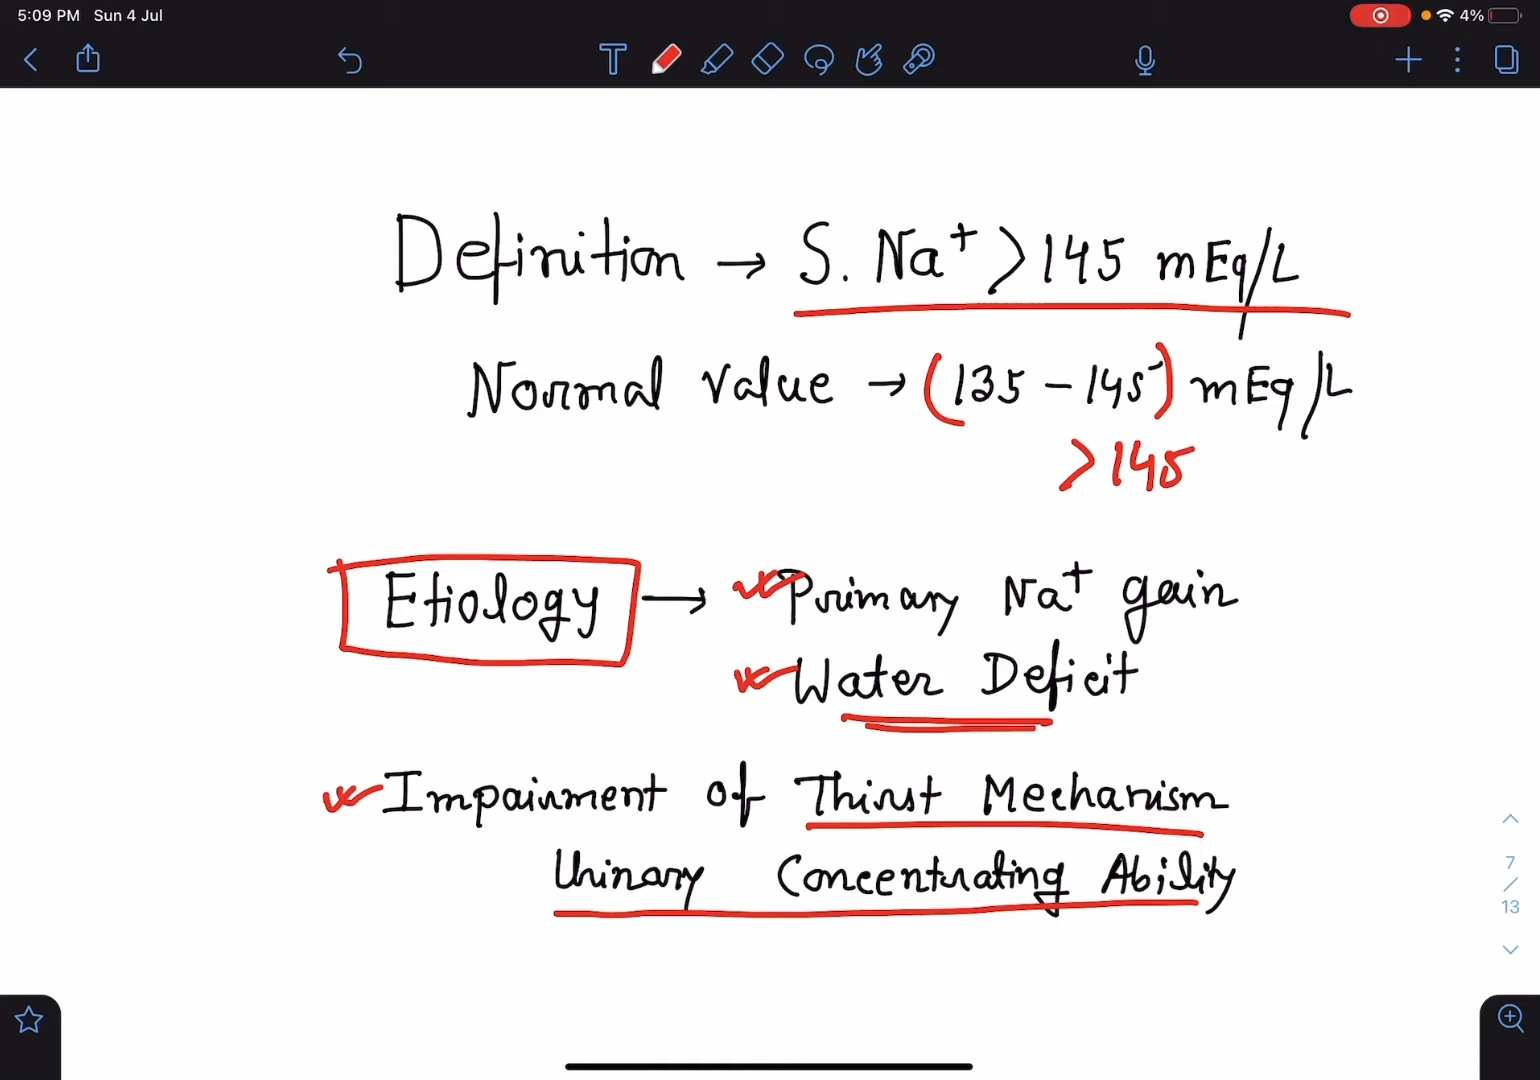 5:09 PM Sun 4 Jul 4%
T
Definition → S. Na⁺ > 145 mEq/L
Normal Value → (135 – 145) mEq/L
> 145
Etiology → Primary Na⁺ gain
Water Deficit
Impairment of Thirst Mechanism
Urinary Concentrating Ability
7
/
13